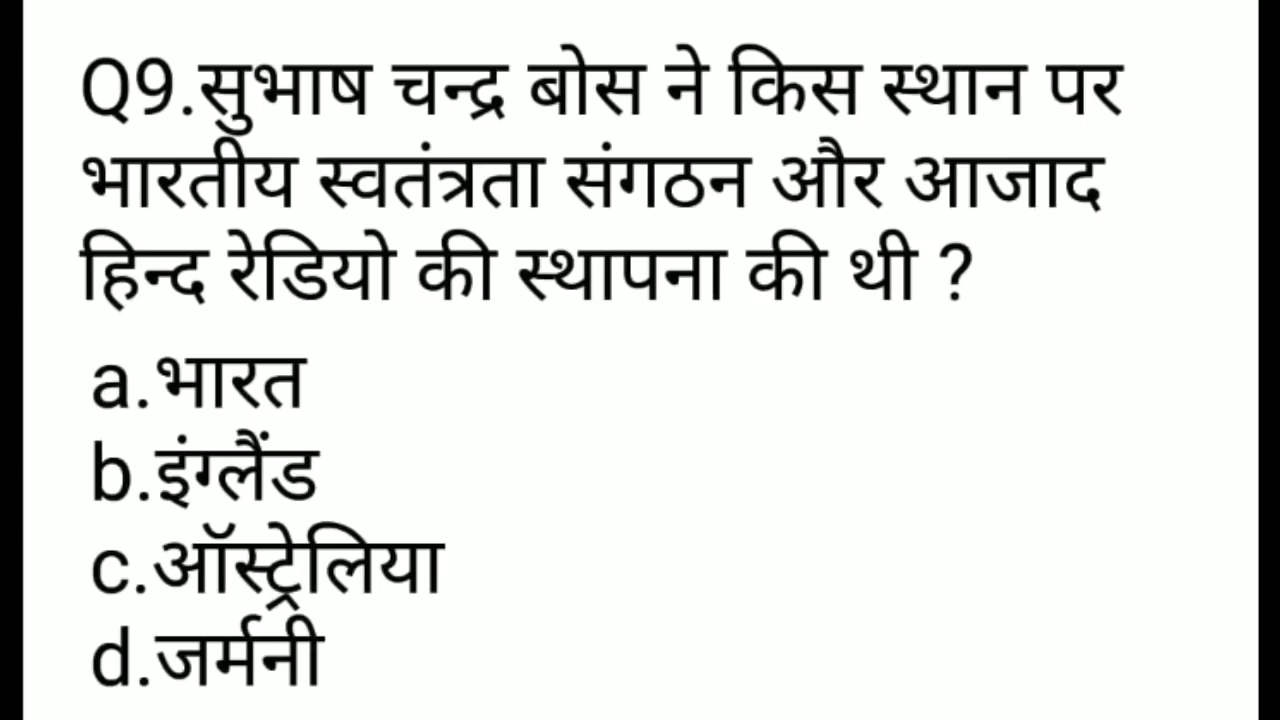 Q9.सुभाष चन्द्र बोस ने किस स्थान पर
भारतीय स्वतंत्रता संगठन और आजाद
हिन्द रेडियो की स्थापना की थी ?
a.भारत
b.इंग्लैंड
c.ऑस्ट्रेलिया
d.जर्मनी